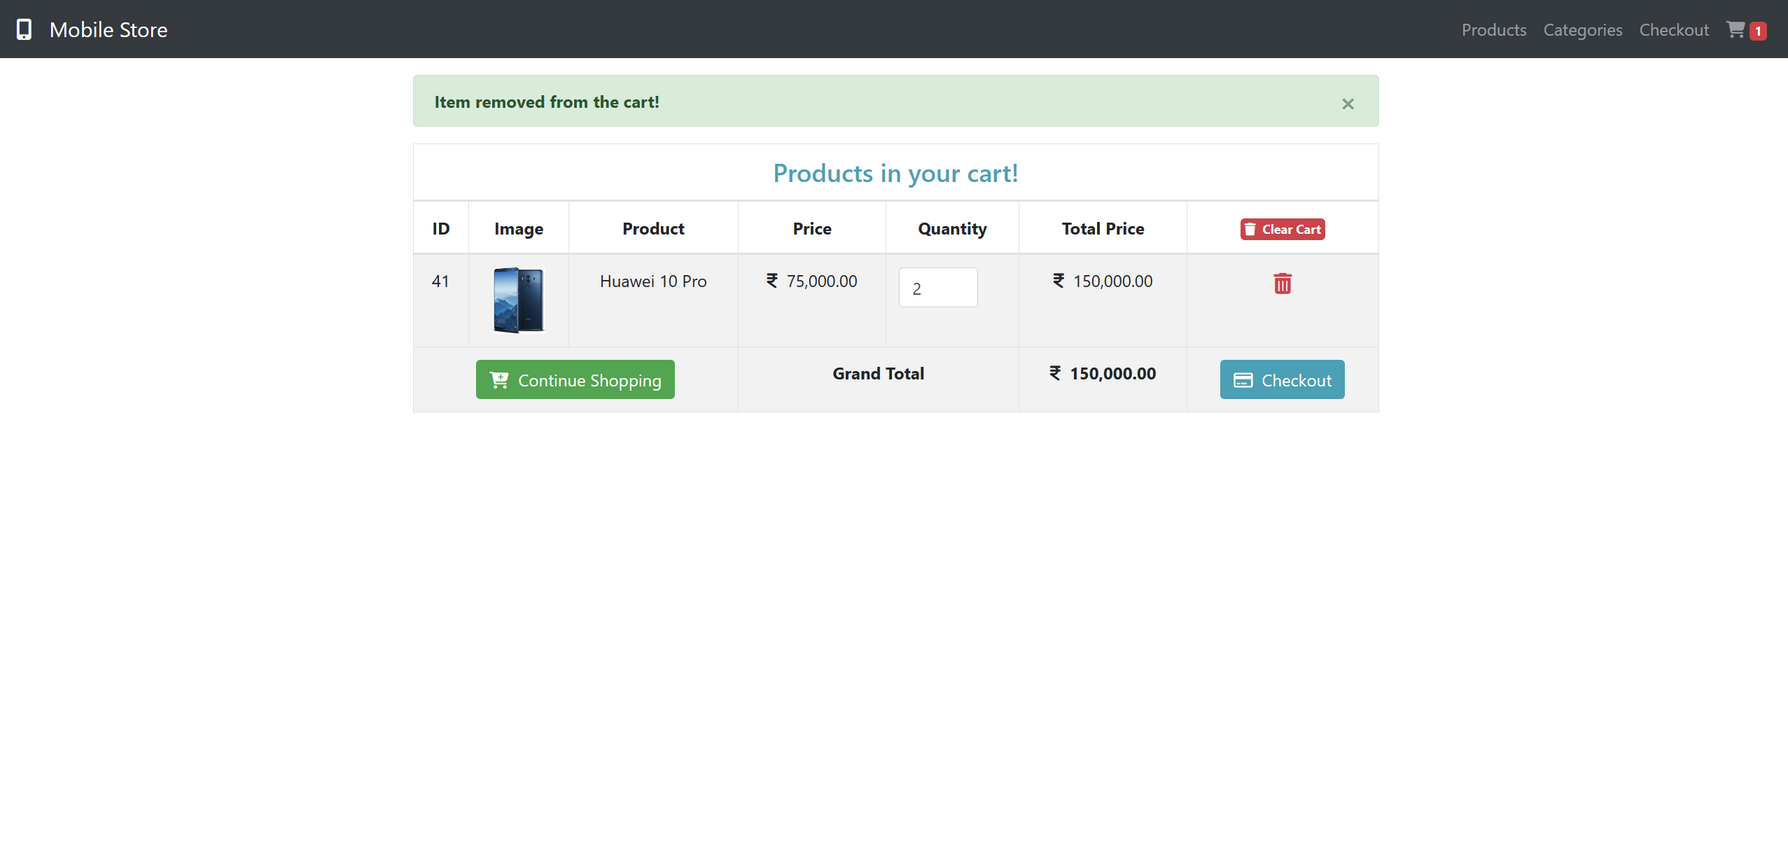 Mobile Store
Products Categories Checkout 1
Item removed from the cart! ×
Products in your cart!
ID Image Product Price Quantity Total Price Clear Cart
41 Huawei 10 Pro ₹ 75,000.00 2 ₹ 150,000.00
Continue Shopping Grand Total ₹ 150,000.00 Checkout